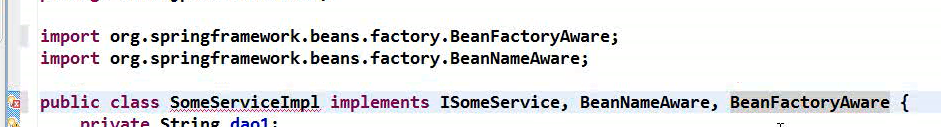 import org.springframework.beans.factory.BeanFactoryAware;
import org.springframework.beans.factory.BeanNameAware;
public class SomeServiceImpl implements ISomeService, BeanNameAware, BeanFactoryAware {
private String dao1;